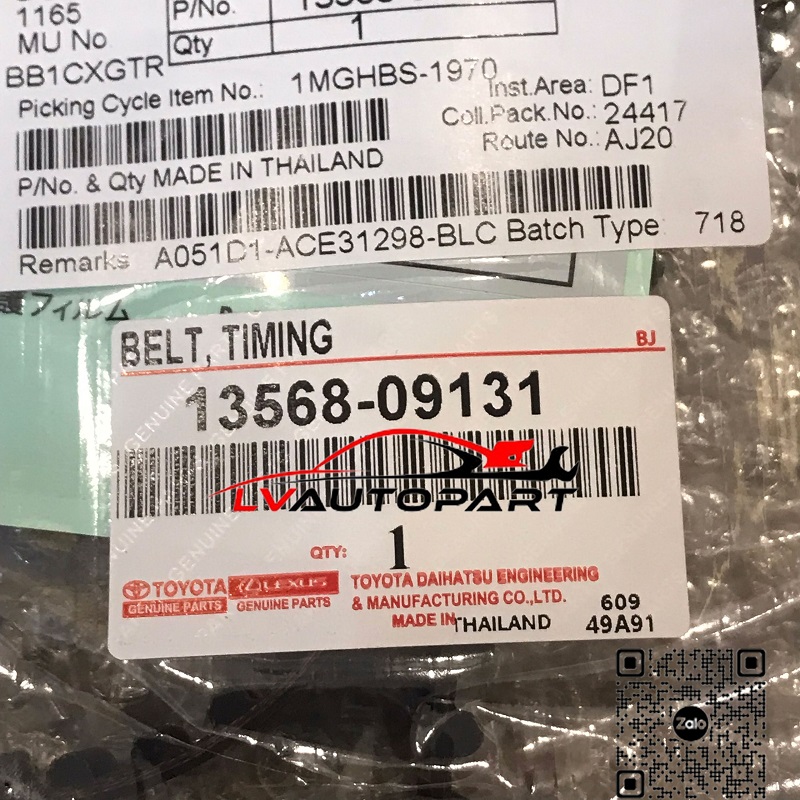 1165
P/No.
MU No
Qty 1
BB1CXGTR
Picking Cycle Item No.: 1MGHBS-1970
Inst.Area: DF1
Coll.Pack.No.: 24417
Route No.: AJ20
P/No. & Qty MADE IN THAILAND
Remarks A051D1-ACE31298-BLC Batch Type: 718
フィルム
BELT, TIMING BJ
13568-09131
LVAUTOPART
QTY: 1
TOYOTA LEXUS
GENUINE PARTS GENUINE PARTS
TOYOTA DAIHATSU ENGINEERING
& MANUFACTURING CO.,LTD.
MADE IN THAILAND
609
49A91
Zalo